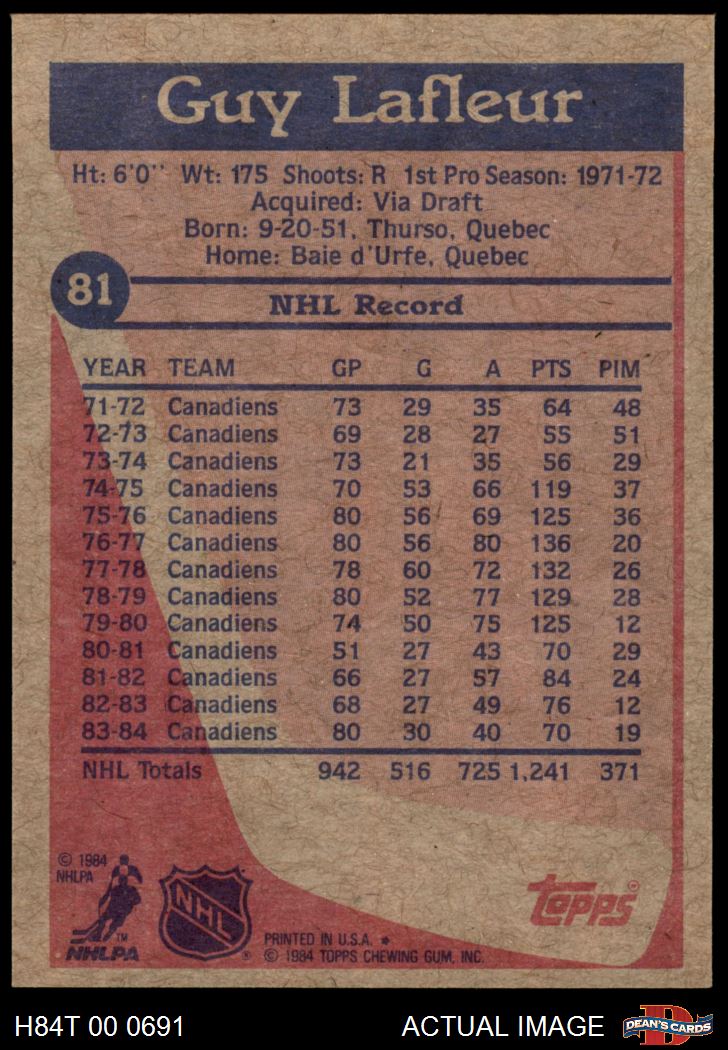 Guy Lafleur
Ht: 6'0'' Wt: 175 Shoots: R 1st Pro Season: 1971-72
Acquired: Via Draft
Born: 9-20-51, Thurso, Quebec
Home: Baie d'Urfe, Quebec
81
NHL Record
YEAR TEAM GP G A PTS PIM
71-72 Canadiens 73 29 35 64 48
72-73 Canadiens 69 28 27 55 51
73-74 Canadiens 73 21 35 56 29
74-75 Canadiens 70 53 66 119 37
75-76 Canadiens 80 56 69 125 36
76-77 Canadiens 80 56 80 136 20
77-78 Canadiens 78 60 72 132 26
78-79 Canadiens 80 52 77 129 28
79-80 Canadiens 74 50 75 125 12
80-81 Canadiens 51 27 43 70 29
81-82 Canadiens 66 27 57 84 24
82-83 Canadiens 68 27 49 76 12
83-84 Canadiens 80 30 40 70 19
NHL Totals 942 516 725 1,241 371
© 1984
NHLPA
TM
NHLPA
NHL
®
PRINTED IN U.S.A. *
© 1984 TOPPS CHEWING GUM, INC.
topps®
H84T 00 0691
ACTUAL IMAGE
D
DEAN'S CARDS